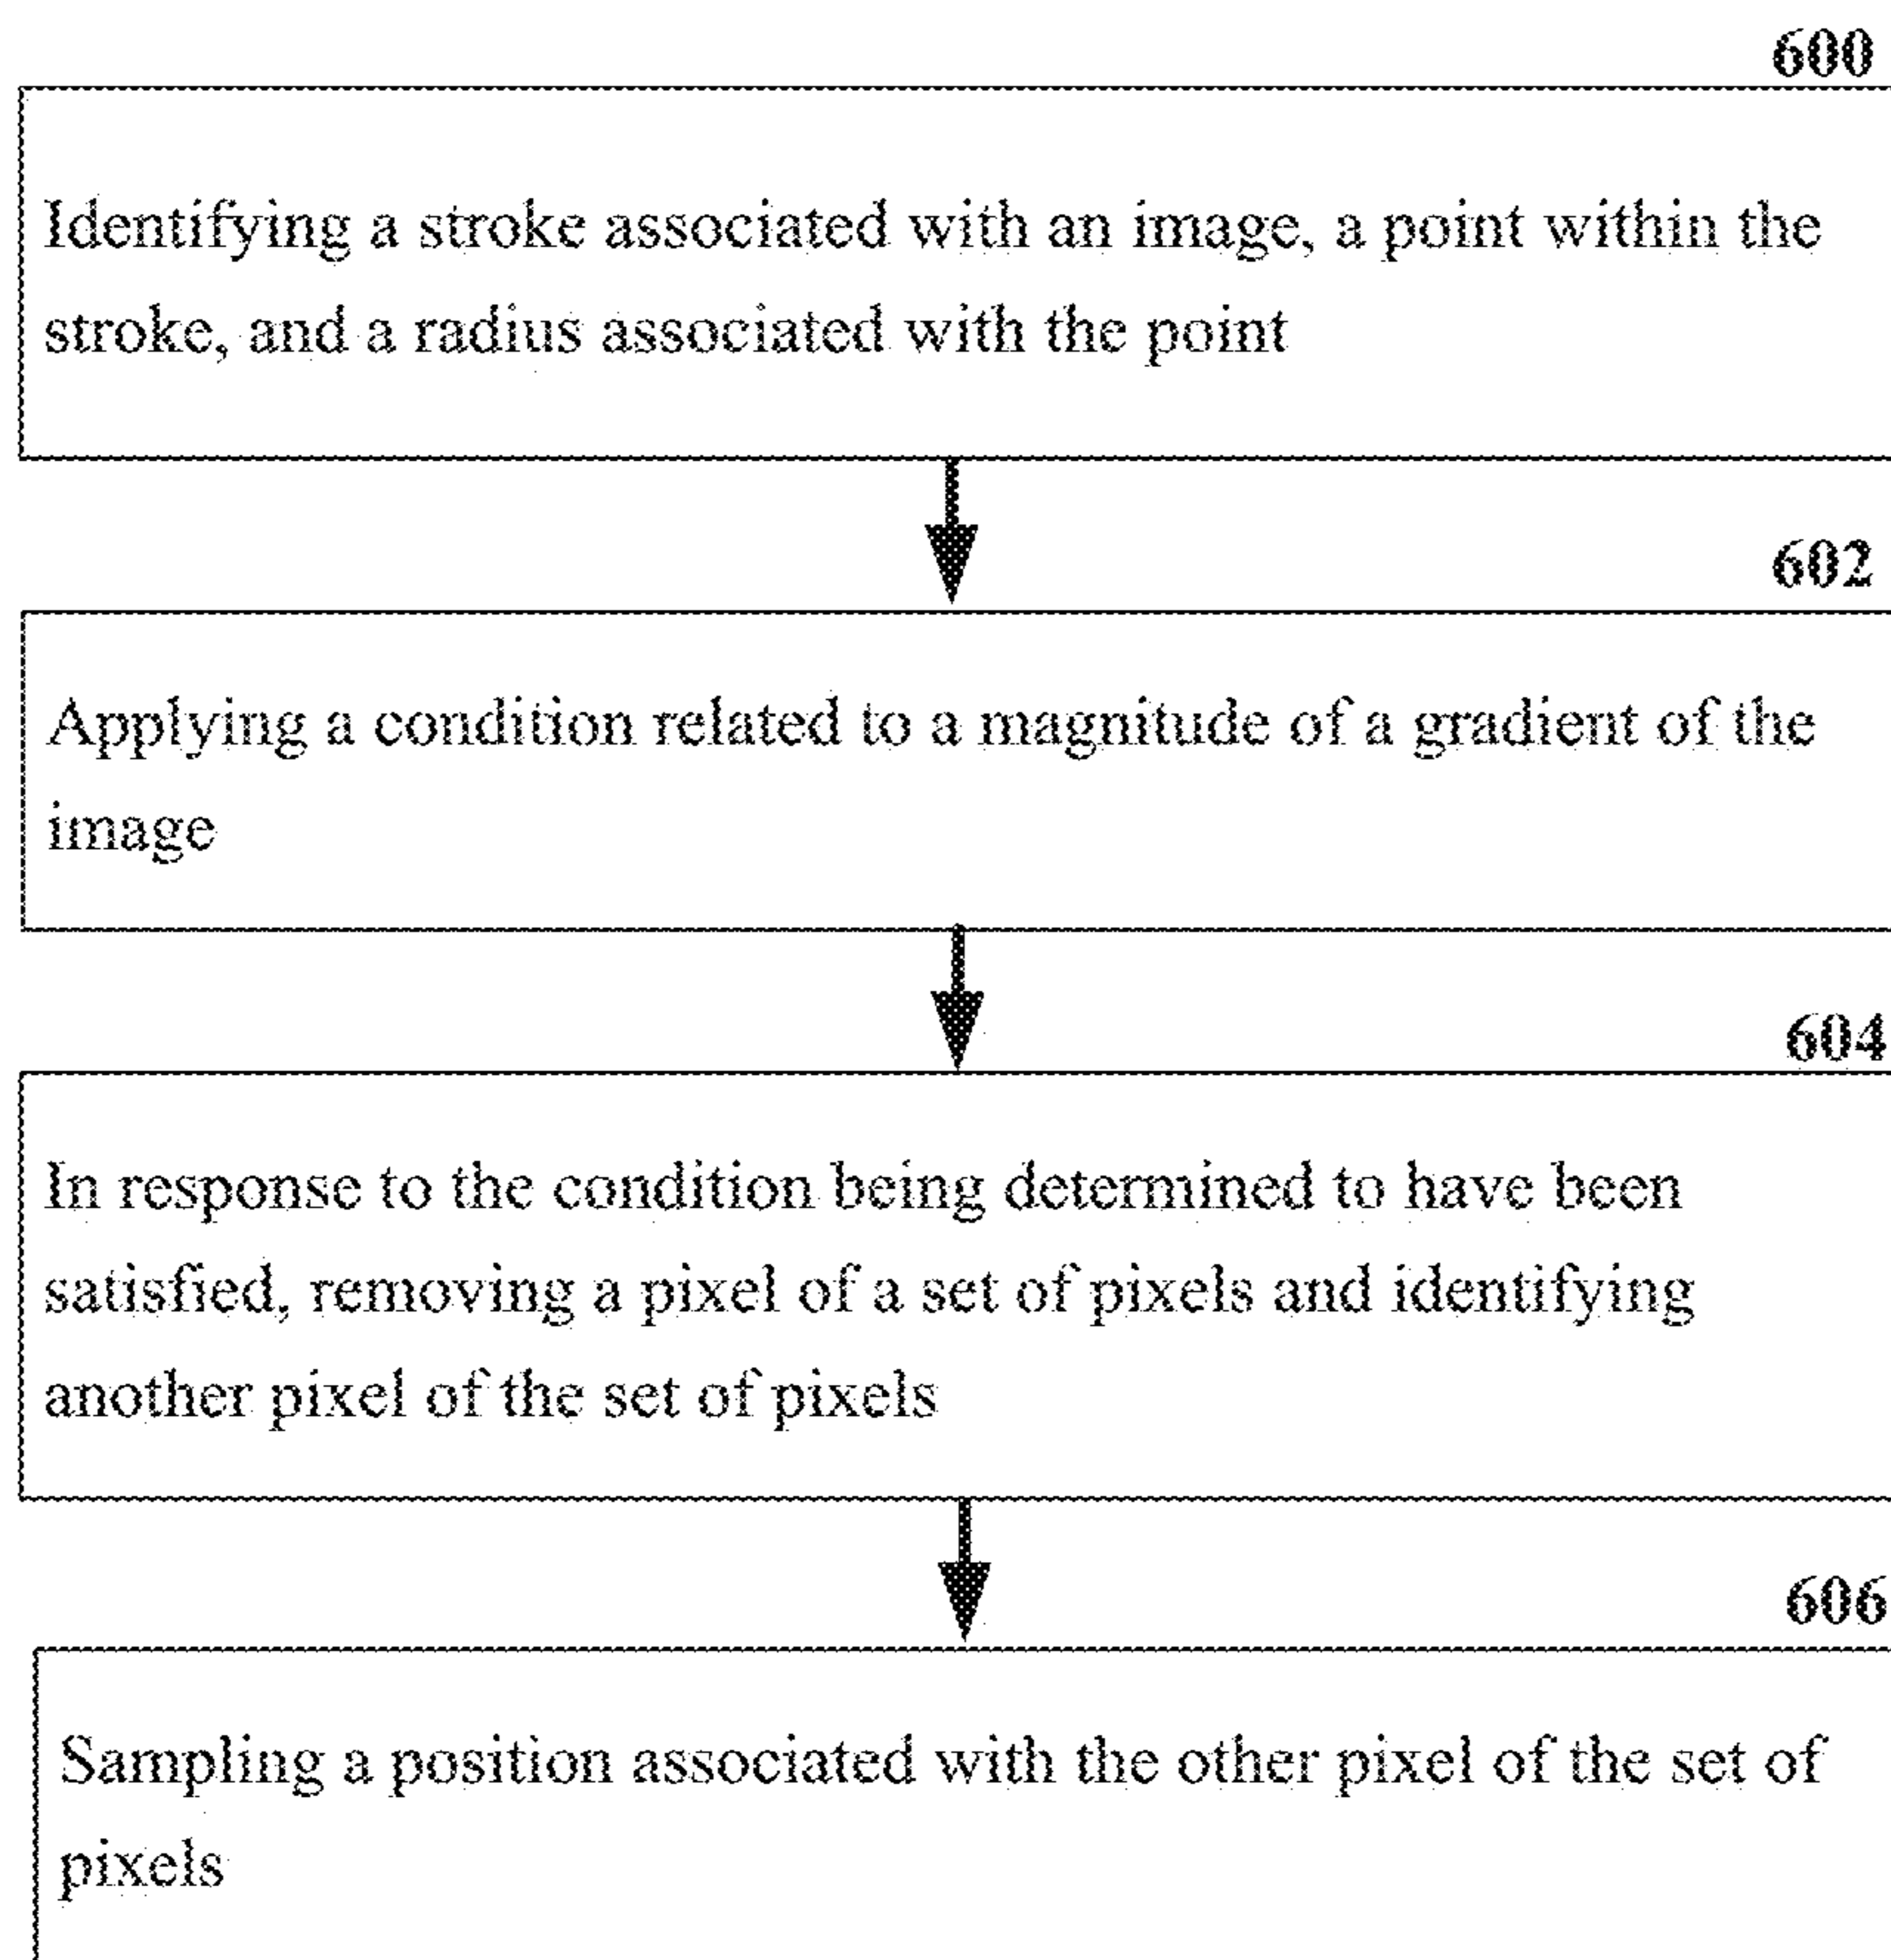 600
Identifying a stroke associated with an image, a point within the
stroke, and a radius associated with the point
602
Applying a condition related to a magnitude of a gradient of the
image
604
In response to the condition being determined to have been
satisfied, removing a pixel of a set of pixels and identifying
another pixel of the set of pixels
606
Sampling a position associated with the other pixel of the set of
pixels